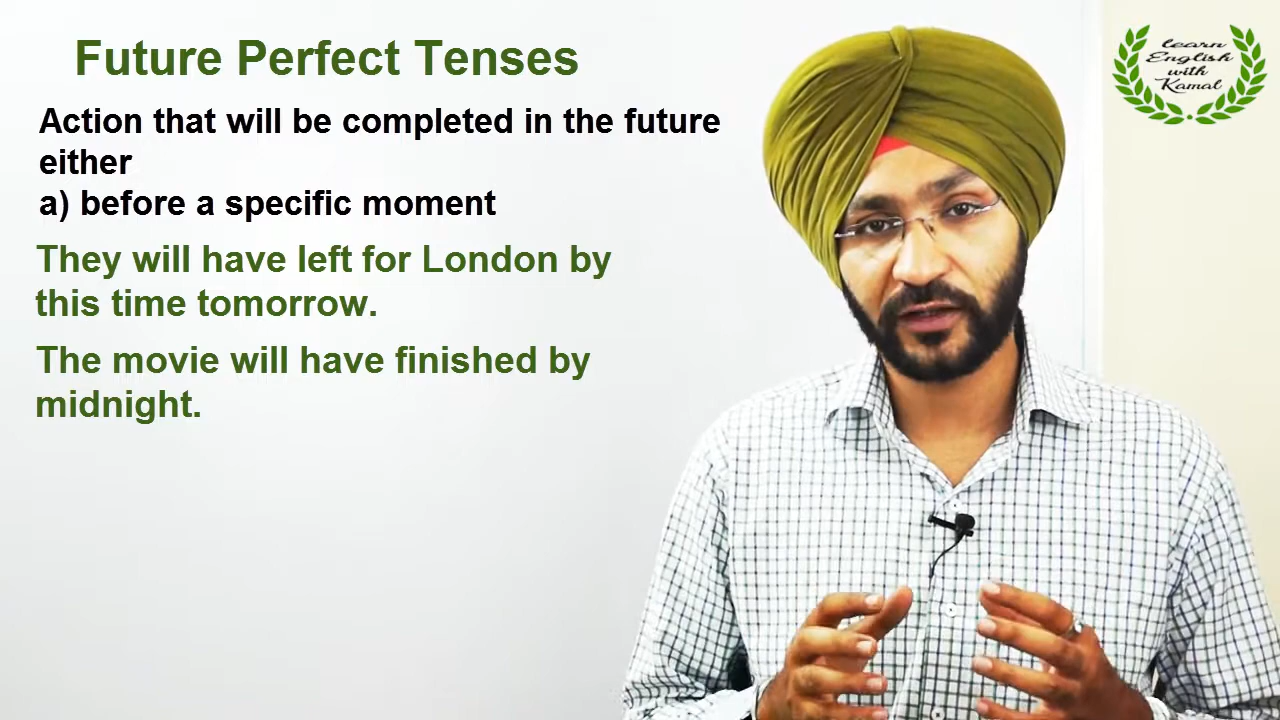 Future Perfect Tenses
Action that will be completed in the future
either
a) before a specific moment
They will have left for London by
this time tomorrow.
The movie will have finished by
midnight.
learn
English
with
Kamal